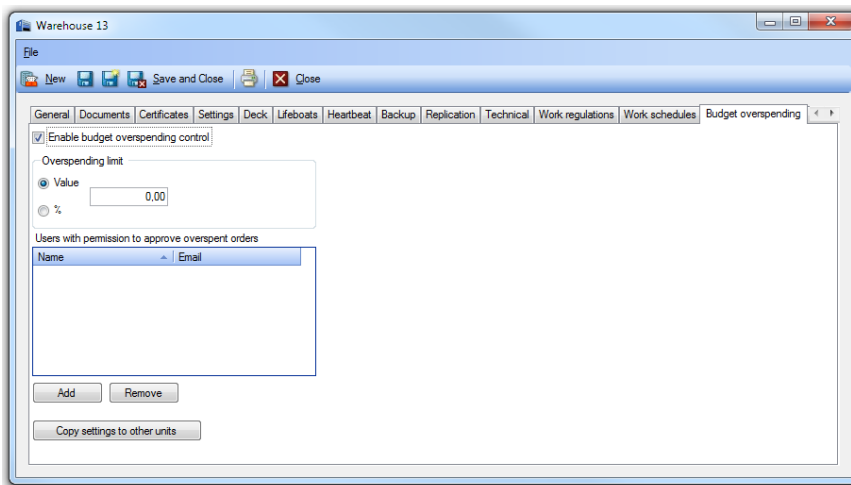 Warehouse 13
File
New Save and Close Close
General Documents Certificates Settings Deck Lifeboats Heartbeat Backup Replication Technical Work regulations Work schedules Budget overspending
Enable budget overspending control
Overspending limit
Value
0,00
%
Users with permission to approve overspent orders
Name Email
Add Remove
Copy settings to other units